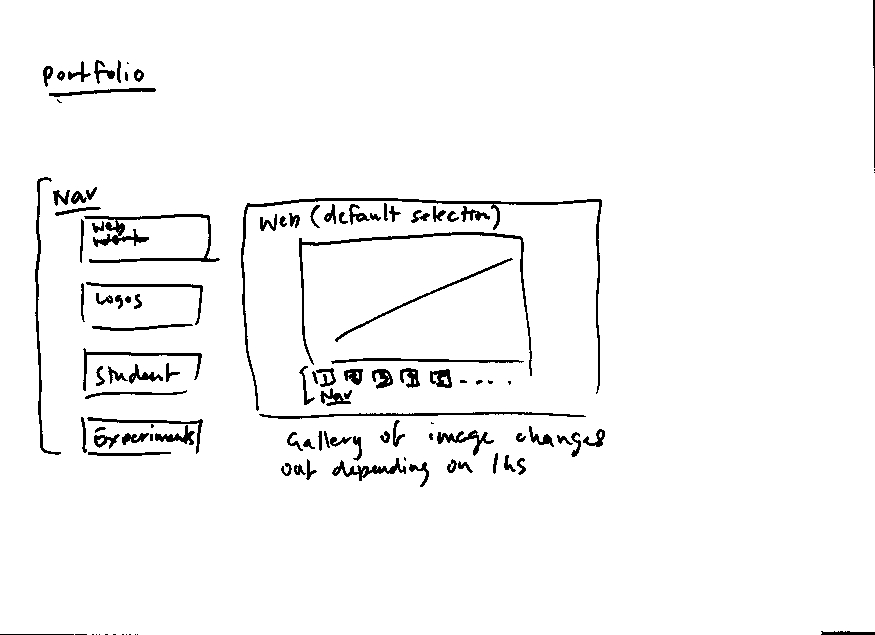 Portfolio
Nav
Web
Logos
Student
Experiments
Web (default selection)
1 2 3 4 5 ....
Nav
Gallery of image changes
out depending on lhs